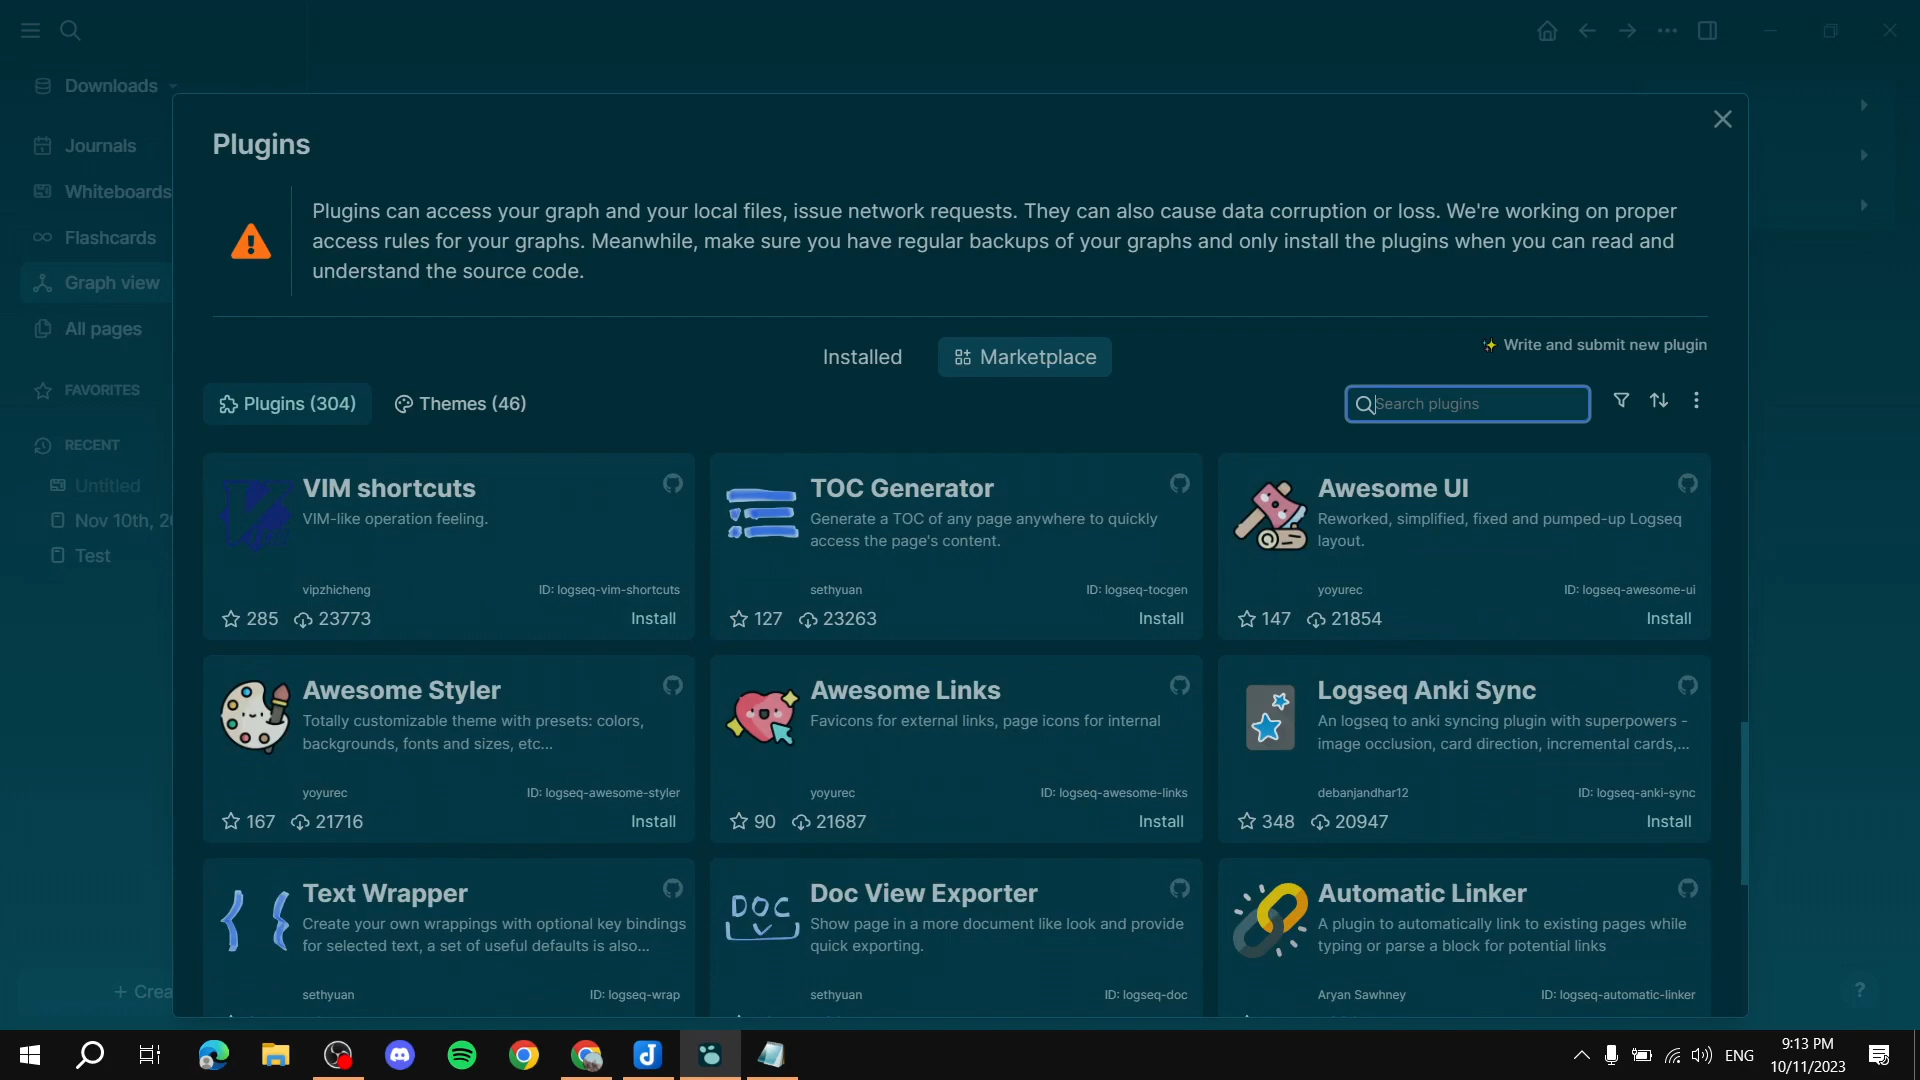 Downloads
Journals
Whiteboards
Flashcards
Graph view
All pages
FAVORITES
RECENT
Untitled
Nov 10th, 2
Test
+ Crea
Plugins
Plugins can access your graph and your local files, issue network requests. They can also cause data corruption or loss. We're working on proper
access rules for your graphs. Meanwhile, make sure you have regular backups of your graphs and only install the plugins when you can read and
understand the source code.
Installed
Marketplace
Write and submit new plugin
Plugins (304)
Themes (46)
Search plugins
VIM shortcuts
VIM-like operation feeling.
vipzhicheng
ID: logseq-vim-shortcuts
285
23773
Install
TOC Generator
Generate a TOC of any page anywhere to quickly
access the page's content.
sethyuan
ID: logseq-tocgen
127
23263
Install
Awesome UI
Reworked, simplified, fixed and pumped-up Logseq
layout.
yoyurec
ID: logseq-awesome-ui
147
21854
Install
Awesome Styler
Totally customizable theme with presets: colors,
backgrounds, fonts and sizes, etc...
yoyurec
ID: logseq-awesome-styler
167
21716
Install
Awesome Links
Favicons for external links, page icons for internal
yoyurec
ID: logseq-awesome-links
90
21687
Install
Logseq Anki Sync
An logseq to anki syncing plugin with superpowers -
image occlusion, card direction, incremental cards,...
debanjandhar12
ID: logseq-anki-sync
348
20947
Install
Text Wrapper
Create your own wrappings with optional key bindings
for selected text, a set of useful defaults is also...
sethyuan
ID: logseq-wrap
DOC
Doc View Exporter
Show page in a more document like look and provide
quick exporting.
sethyuan
ID: logseq-doc
Automatic Linker
A plugin to automatically link to existing pages while
typing or parse a block for potential links
Aryan Sawhney
ID: logseq-automatic-linker
?
ENG
9:13 PM
10/11/2023